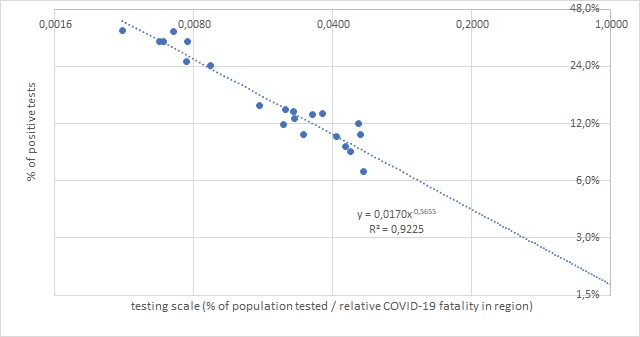 48,0%
0,0016 0,0080 0,0400 0,2000 1,0000
24,0%
12,0%
6,0%
3,0%
1,5%
% of positive tests
y = 0,0170x^-0,5655
R² = 0,9225
testing scale (% of population tested / relative COVID-19 fatality in region)